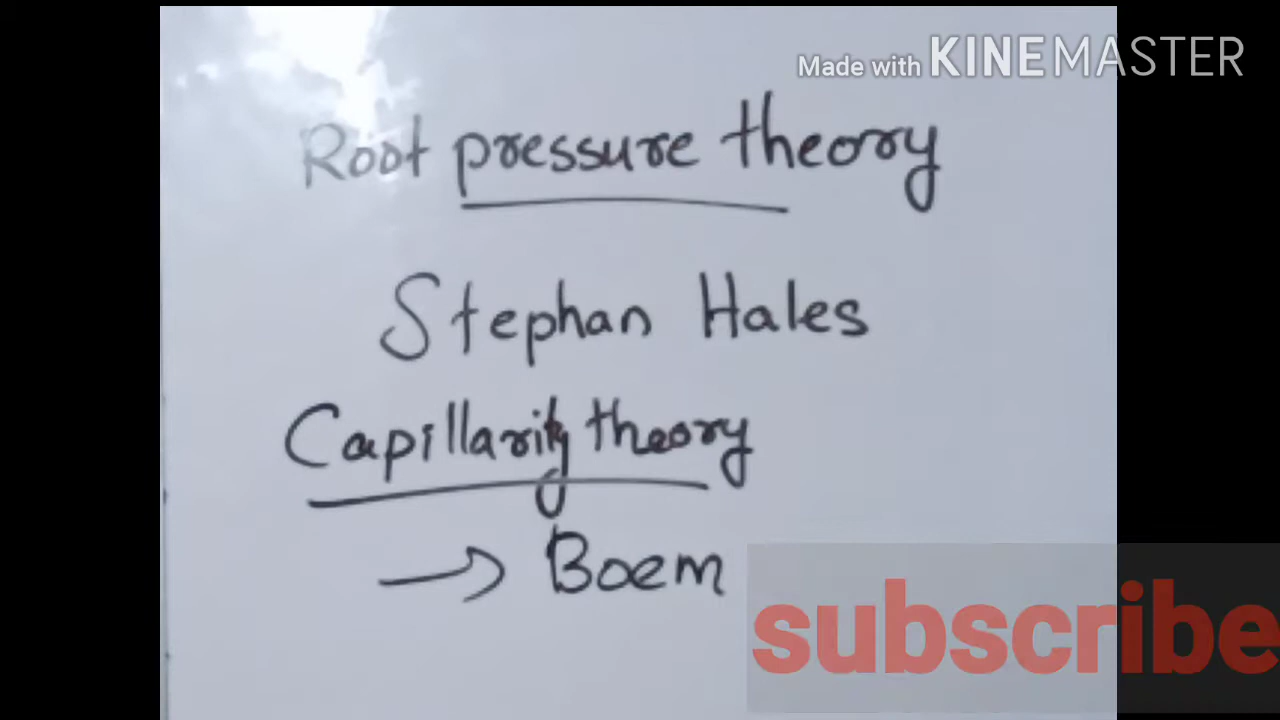 Made with KINEMASTER
Root pressure theory
Stephan Hales
Capillarity theory
→ Boem
subscribe